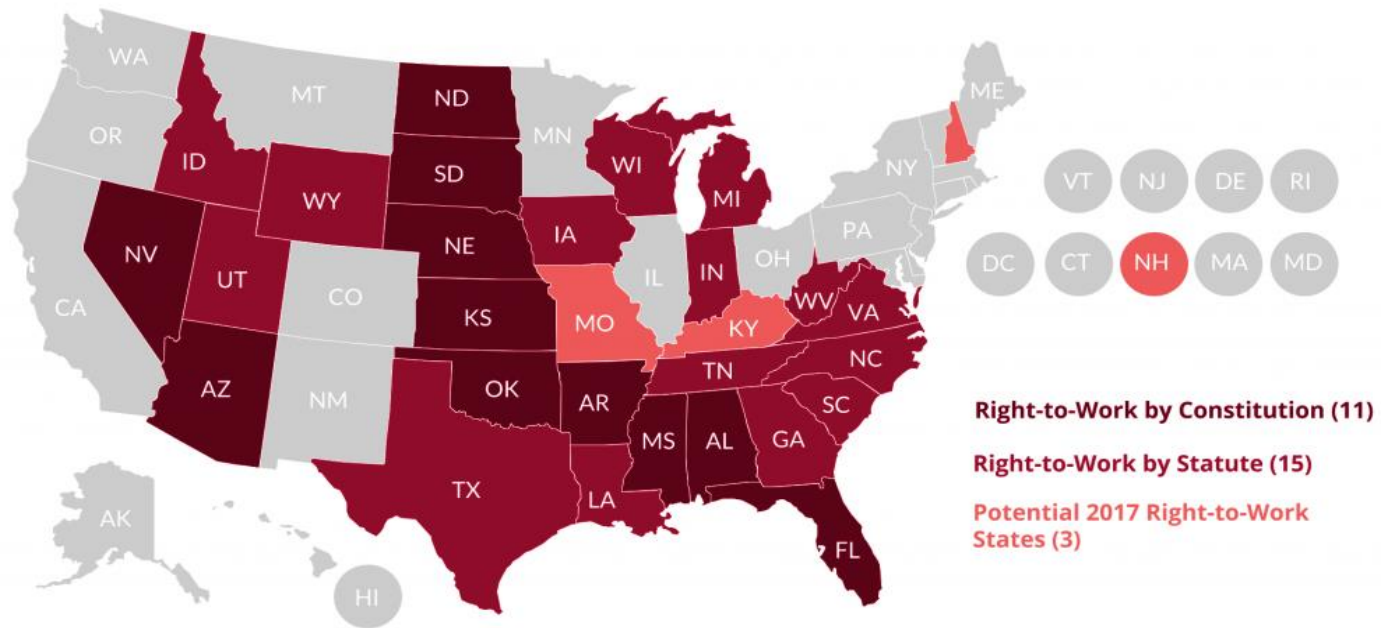 WA
MT
ND
MN
ME
OR
ID
SD
WI
NY
VT
NJ
DE
RI
WY
MI
NV
NE
IA
PA
UT
CO
IL
IN
OH
DC
CT
NH
MA
MD
CA
KS
MO
WV
KY
VA
AZ
NM
OK
AR
TN
NC
SC
MS
AL
GA
TX
LA
FL
AK
HI
Right-to-Work by Constitution (11)
Right-to-Work by Statute (15)
Potential 2017 Right-to-Work
States (3)